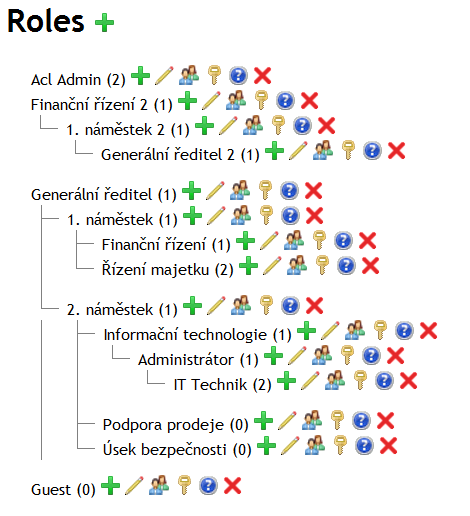 Roles
Acl Admin (2)
Finanční řízení 2 (1)
1. náměstek 2 (1)
Generální ředitel 2 (1)
Generální ředitel (1)
1. náměstek (1)
Finanční řízení (1)
Řízení majetku (2)
2. náměstek (1)
Informační technologie (1)
Administrátor (1)
IT Technik (2)
Podpora prodeje (0)
Úsek bezpečnosti (0)
Guest (0)